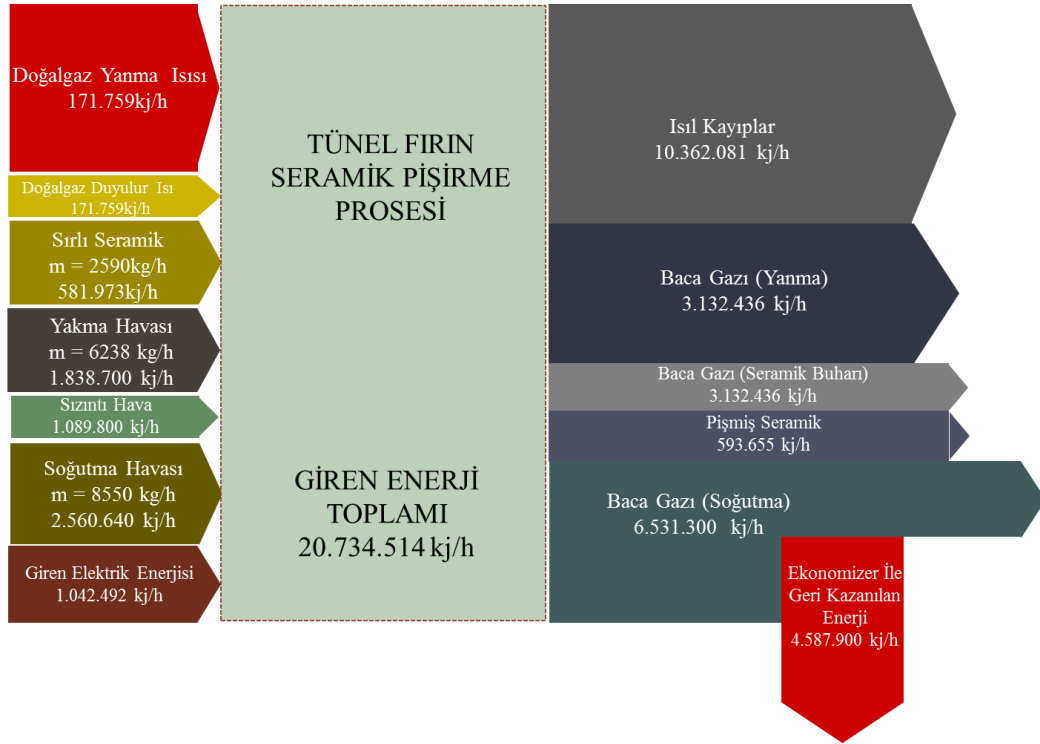 Doğalgaz Yanma Isısı
171.759kj/h
Doğalgaz Duyulur Isı
171.759kj/h
Sırlı Seramik
m = 2590kg/h
581.973kj/h
Yakma Havası
m = 6238 kg/h
1.838.700 kj/h
Sızıntı Hava
1.089.800 kj/h
Soğutma Havası
m = 8550 kg/h
2.560.640 kj/h
Giren Elektrik Enerjisi
1.042.492 kj/h
TÜNEL FIRIN
SERAMİK PİŞİRME
PROSESİ
GİREN ENERJİ
TOPLAMI
20.734.514 kj/h
Isıl Kayıplar
10.362.081 kj/h
Baca Gazı (Yanma)
3.132.436 kj/h
Baca Gazı (Seramik Buharı)
3.132.436 kj/h
Pişmiş Seramik
593.655 kj/h
Baca Gazı (Soğutma)
6.531.300 kj/h
Ekonomizer İle
Geri Kazanılan
Enerji
4.587.900 kj/h